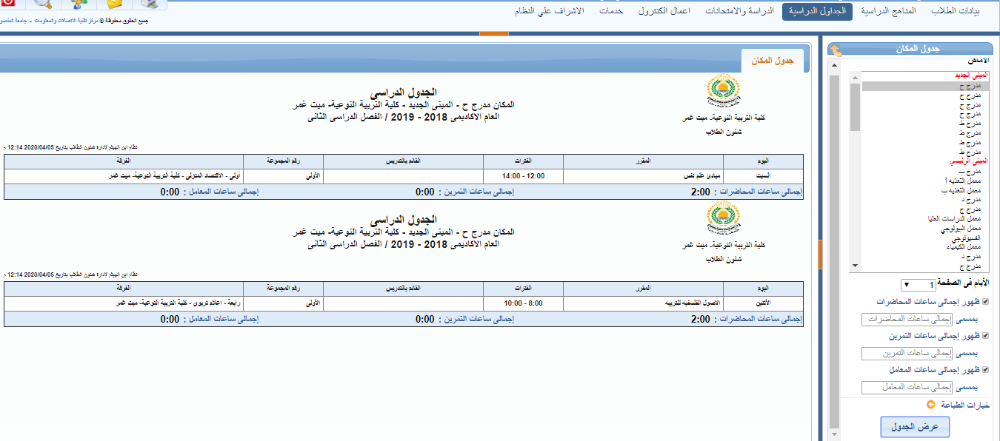 بيانات الطلاب المناهج الدراسية الجداول الدراسية الدراسة والامتحانات اعمال الكنترول خدمات الاشراف علي النظام
جميع الحقوق محفوظة © مركز تقنية الاتصالات والمعلومات - جامعة المنصو
جدول المكان
الاماكن
المبنى الجديد
مدرج ح
مدرج ح
مدرج ح
مدرج ح
مدرج ط
مدرج ط
مدرج ط
مدرج ط
المبنى الرئيسي
مدرج ب
معمل التغذيه أ
معمل التغذيه ب
مدرج د
مدرج ج
معمل الدراسات العليا
معمل البيولوجي
الفسيولوجي
معمل الكيمياء
مدرج د
مدرج ج
الأيام فى الصفحة 1
ظهور إجمالى ساعات المحاضرات
بمسمى إجمالى ساعات المحاضرات
ظهور إجمالى ساعات التمرين
بمسمى إجمالى ساعات التمرين
ظهور إجمالى ساعات المعامل
بمسمى إجمالى ساعات المعامل
خيارات الطباعة
عرض الجدول
جدول المكان
الجدول الدراسى
المكان مدرج ح - المبنى الجديد - كلية التربية النوعية- ميت غمر
العام الاكاديمى 2018 - 2019 / الفصل الدراسى الثانى
كلية التربية النوعية- ميت غمر
شئون الطلاب
نظام ابن الهيثم لإدارة شئون الطلاب بتاريخ 2020/04/05 12:14 م
اليوم المقرر الفترات القائم بالتدريس رقم المجموعة الفرقة
السبت مبادئ علم نفس 12:00 - 14:00 الأولى أولى - الاقتصاد المنزلى - كلية التربية النوعية- ميت غمر
إجمالى ساعات المحاضرات : 2:00 إجمالى ساعات التمرين : 0:00 إجمالى ساعات المعامل : 0:00
الجدول الدراسى
المكان مدرج ح - المبنى الجديد - كلية التربية النوعية- ميت غمر
العام الاكاديمى 2018 - 2019 / الفصل الدراسى الثانى
كلية التربية النوعية- ميت غمر
شئون الطلاب
نظام ابن الهيثم لإدارة شئون الطلاب بتاريخ 2020/04/05 12:14 م
اليوم المقرر الفترات القائم بالتدريس رقم المجموعة الفرقة
الأثنين الاصول الفلسفيه للتربيه 8:00 - 10:00 الأولى رابعة - اعلام تربوى - كلية التربية النوعية- ميت غمر
إجمالى ساعات المحاضرات : 2:00 إجمالى ساعات التمرين : 0:00 إجمالى ساعات المعامل : 0:00